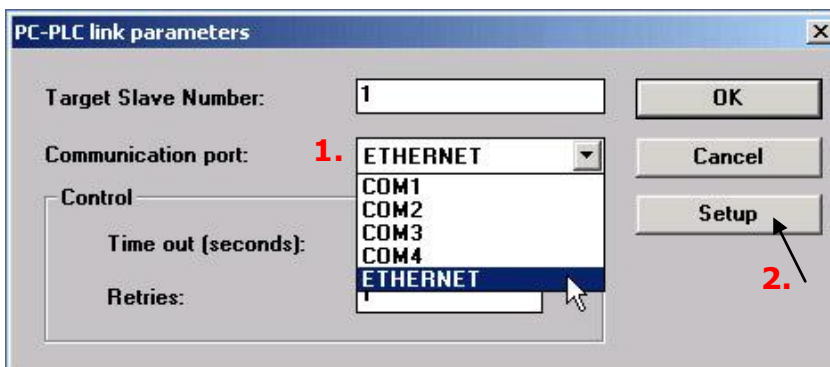 PC-PLC link parameters
Target Slave Number: 1 OK
Communication port: 1. ETHERNET Cancel
COM1
Control COM2 Setup
COM3
Time out (seconds): COM4
ETHERNET 2.
Retries: